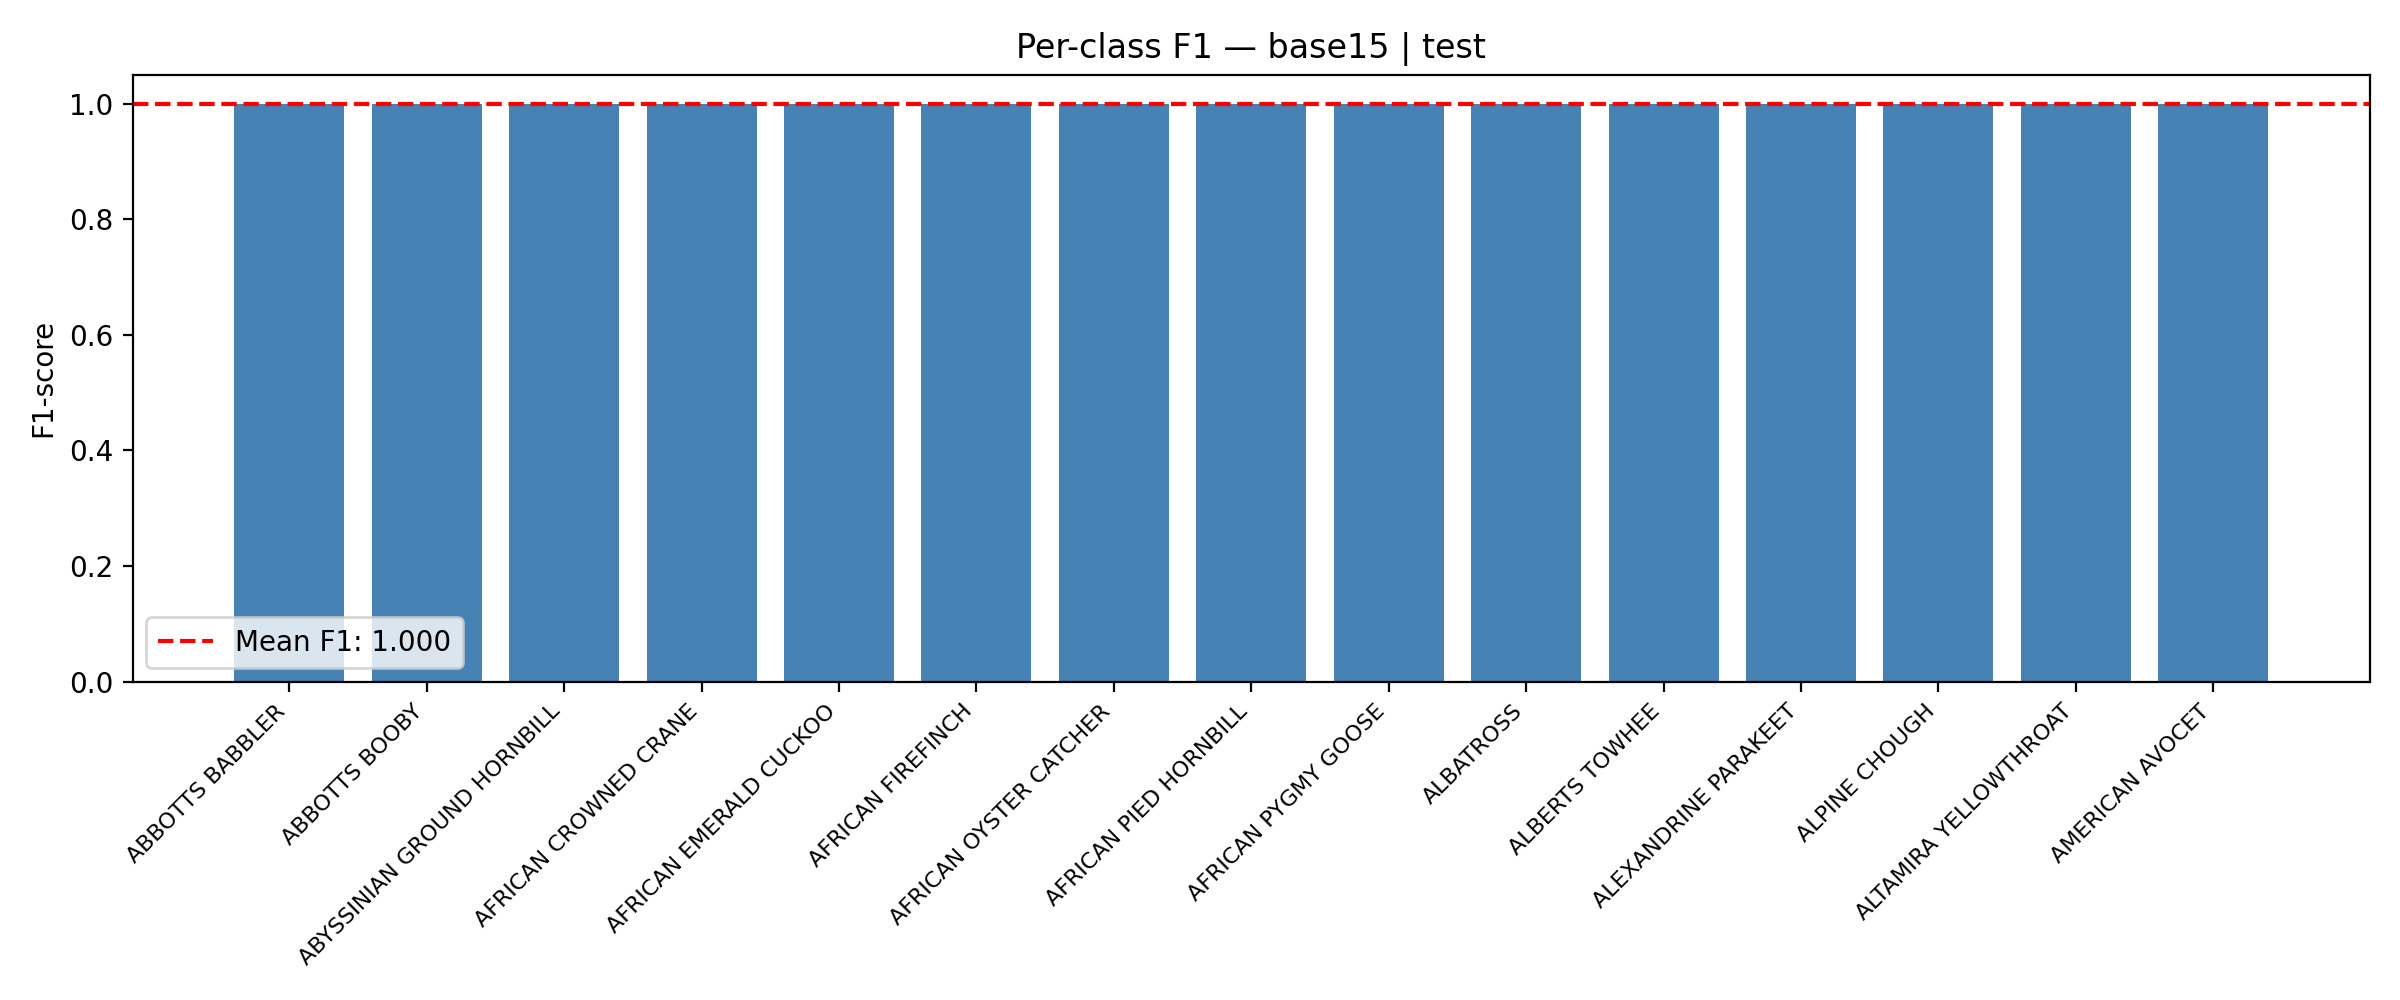 Per-class F1 — base15 | test
F1-score
1.0
0.8
0.6
0.4
0.2
0.0
Mean F1: 1.000
ABBOTTS BABBLER
ABBOTTS BOOBY
ABYSSINIAN GROUND HORNBILL
AFRICAN CROWNED CRANE
AFRICAN EMERALD CUCKOO
AFRICAN FIREFINCH
AFRICAN OYSTER CATCHER
AFRICAN PIED HORNBILL
AFRICAN PYGMY GOOSE
ALBATROSS
ALBERTS TOWHEE
ALEXANDRINE PARAKEET
ALPINE CHOUGH
ALTAMIRA YELLOWTHROAT
AMERICAN AVOCET